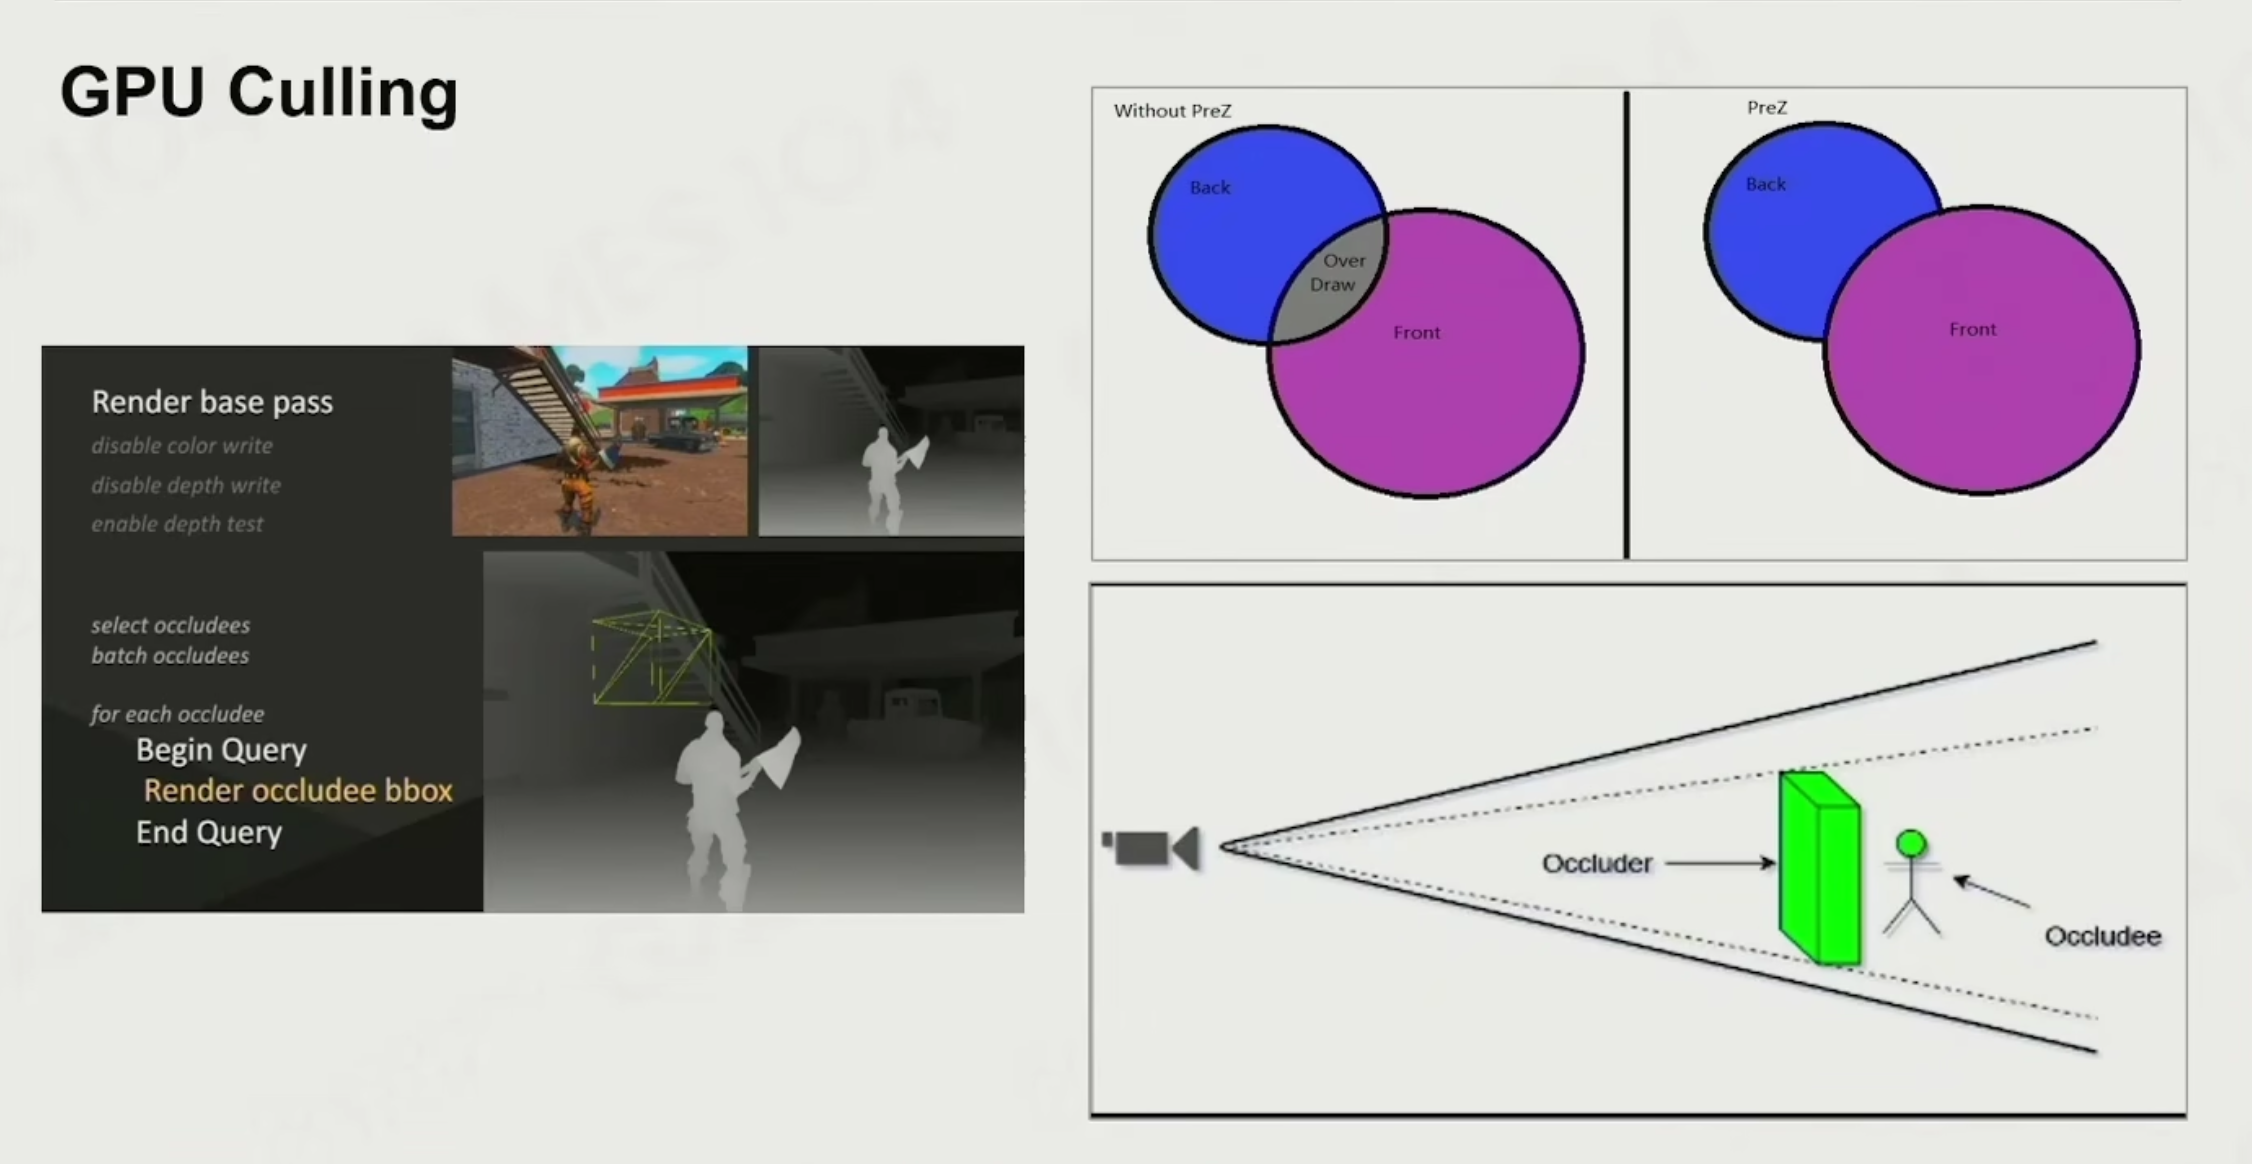 GPU Culling
Render base pass
disable color write
disable depth write
enable depth test
select occludees
batch occludees
for each occludee
Begin Query
Render occludee bbox
End Query
Without PreZ
Back
Over
Draw
Front
PreZ
Back
Front
Occluder
Occludee